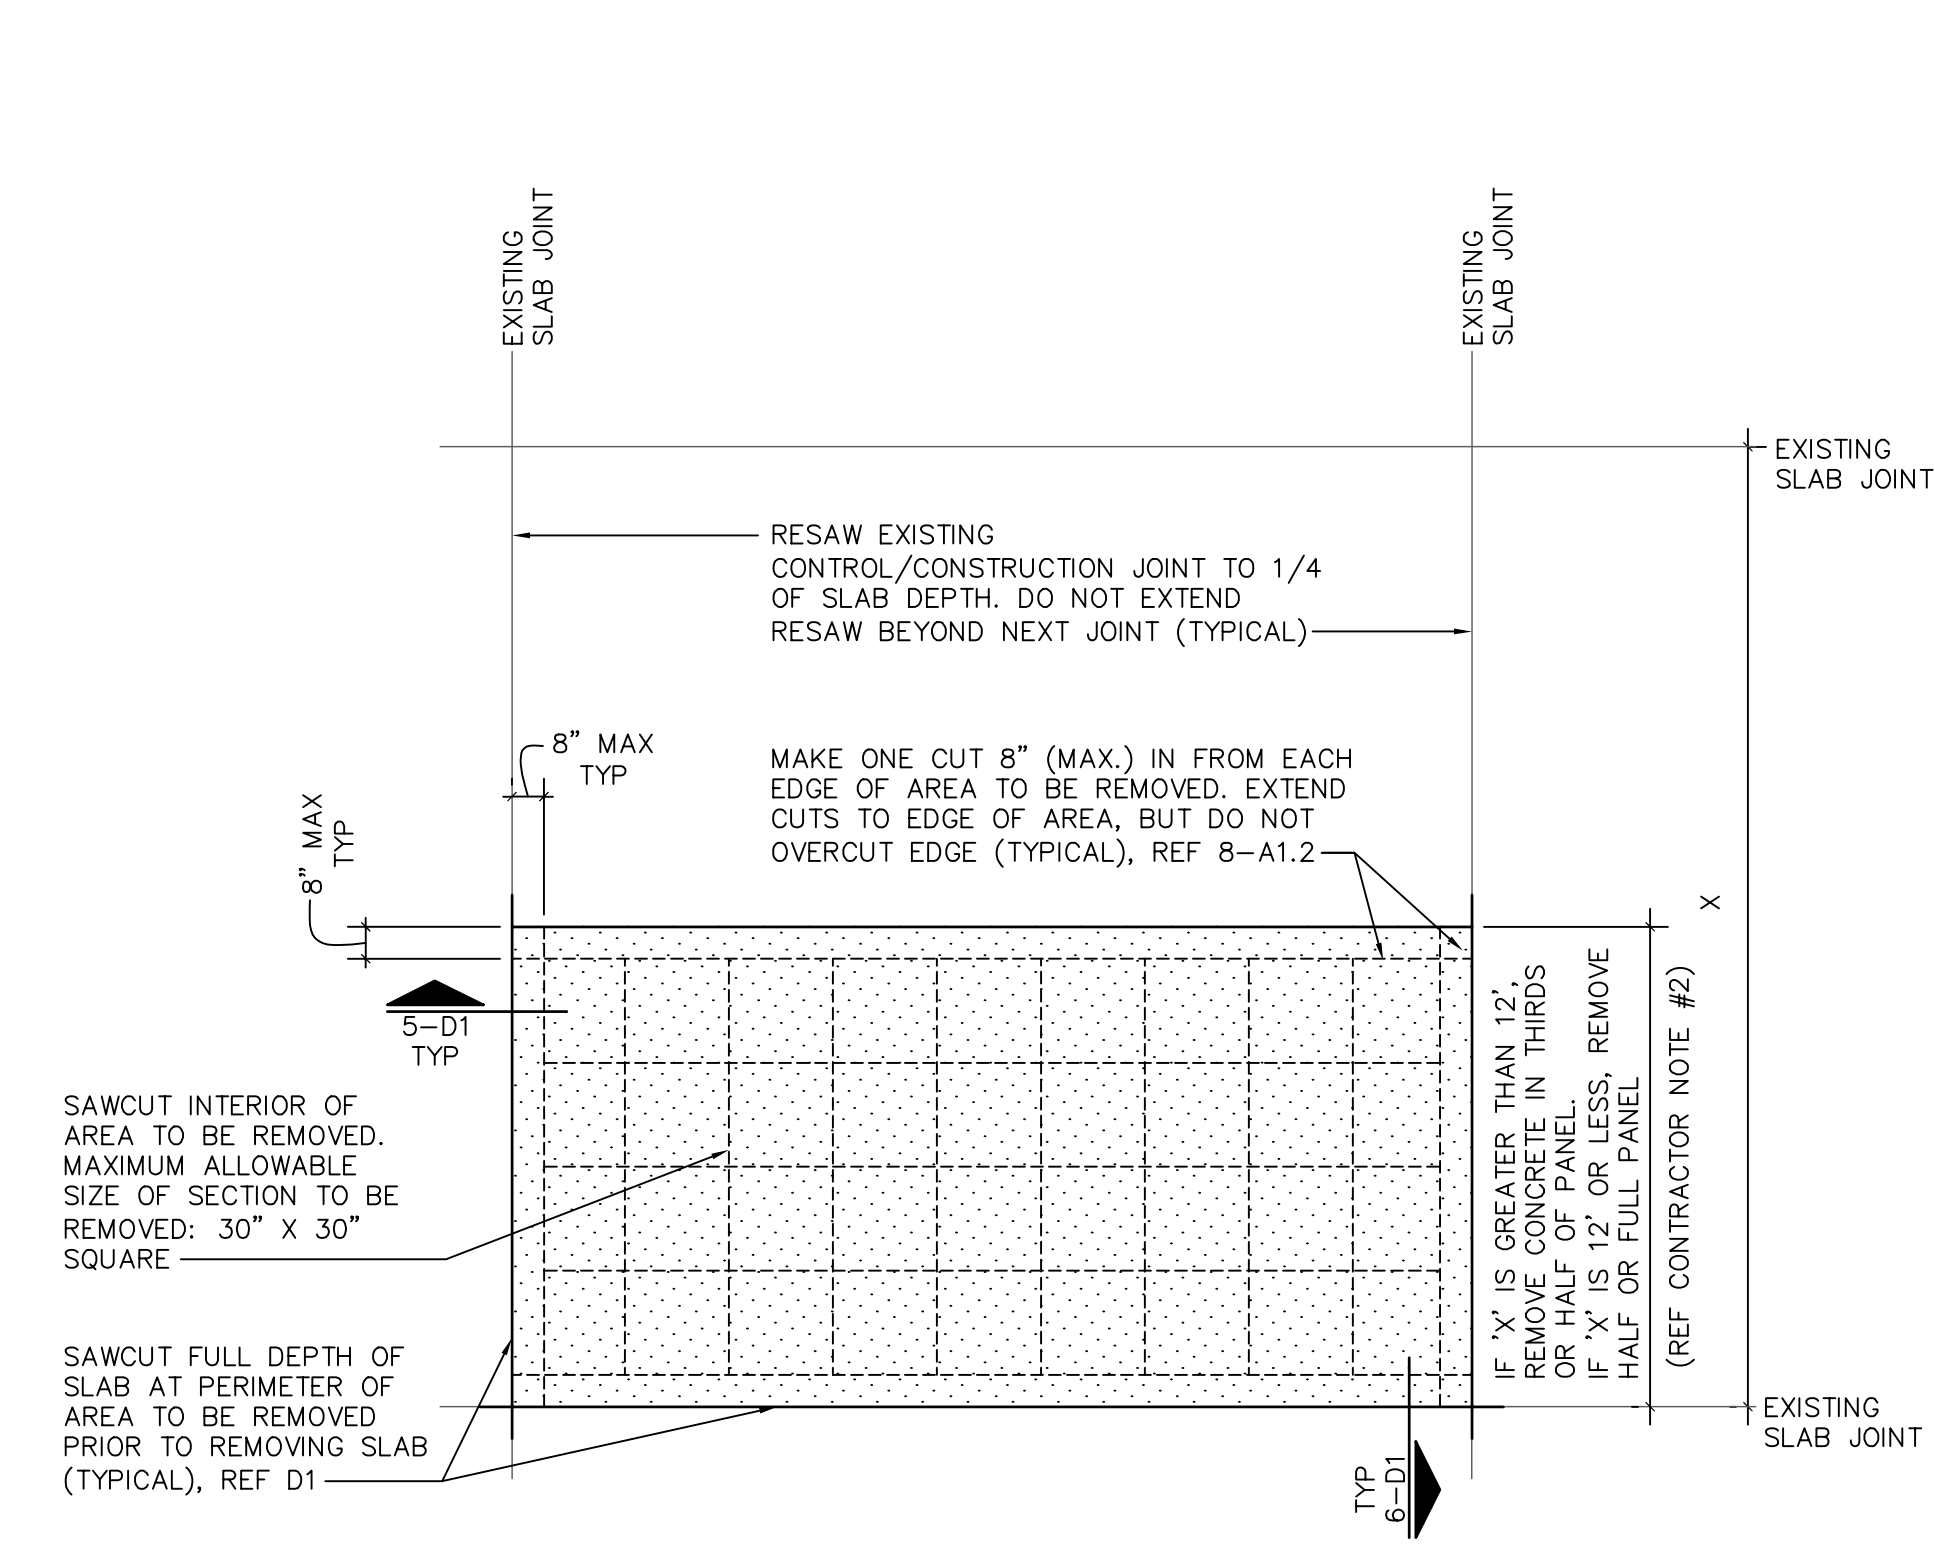 EXISTING
SLAB JOINT
EXISTING
SLAB JOINT
EXISTING
SLAB JOINT
RESAW EXISTING
CONTROL/CONSTRUCTION JOINT TO 1/4
OF SLAB DEPTH. DO NOT EXTEND
RESAW BEYOND NEXT JOINT (TYPICAL)
8" MAX
TYP
8" MAX
TYP
MAKE ONE CUT 8" (MAX.) IN FROM EACH
EDGE OF AREA TO BE REMOVED. EXTEND
CUTS TO EDGE OF AREA, BUT DO NOT
OVERCUT EDGE (TYPICAL), REF 8-A1.2
X
5-D1
TYP
SAWCUT INTERIOR OF
AREA TO BE REMOVED.
MAXIMUM ALLOWABLE
SIZE OF SECTION TO BE
REMOVED: 30" X 30"
SQUARE
IF 'X' IS GREATER THAN 12',
REMOVE CONCRETE IN THIRDS
OR HALF OF PANEL.
IF 'X' IS 12' OR LESS, REMOVE
HALF OR FULL PANEL
(REF CONTRACTOR NOTE #2)
SAWCUT FULL DEPTH OF
SLAB AT PERIMETER OF
AREA TO BE REMOVED
PRIOR TO REMOVING SLAB
(TYPICAL), REF D1
TYP
6-D1
EXISTING
SLAB JOINT